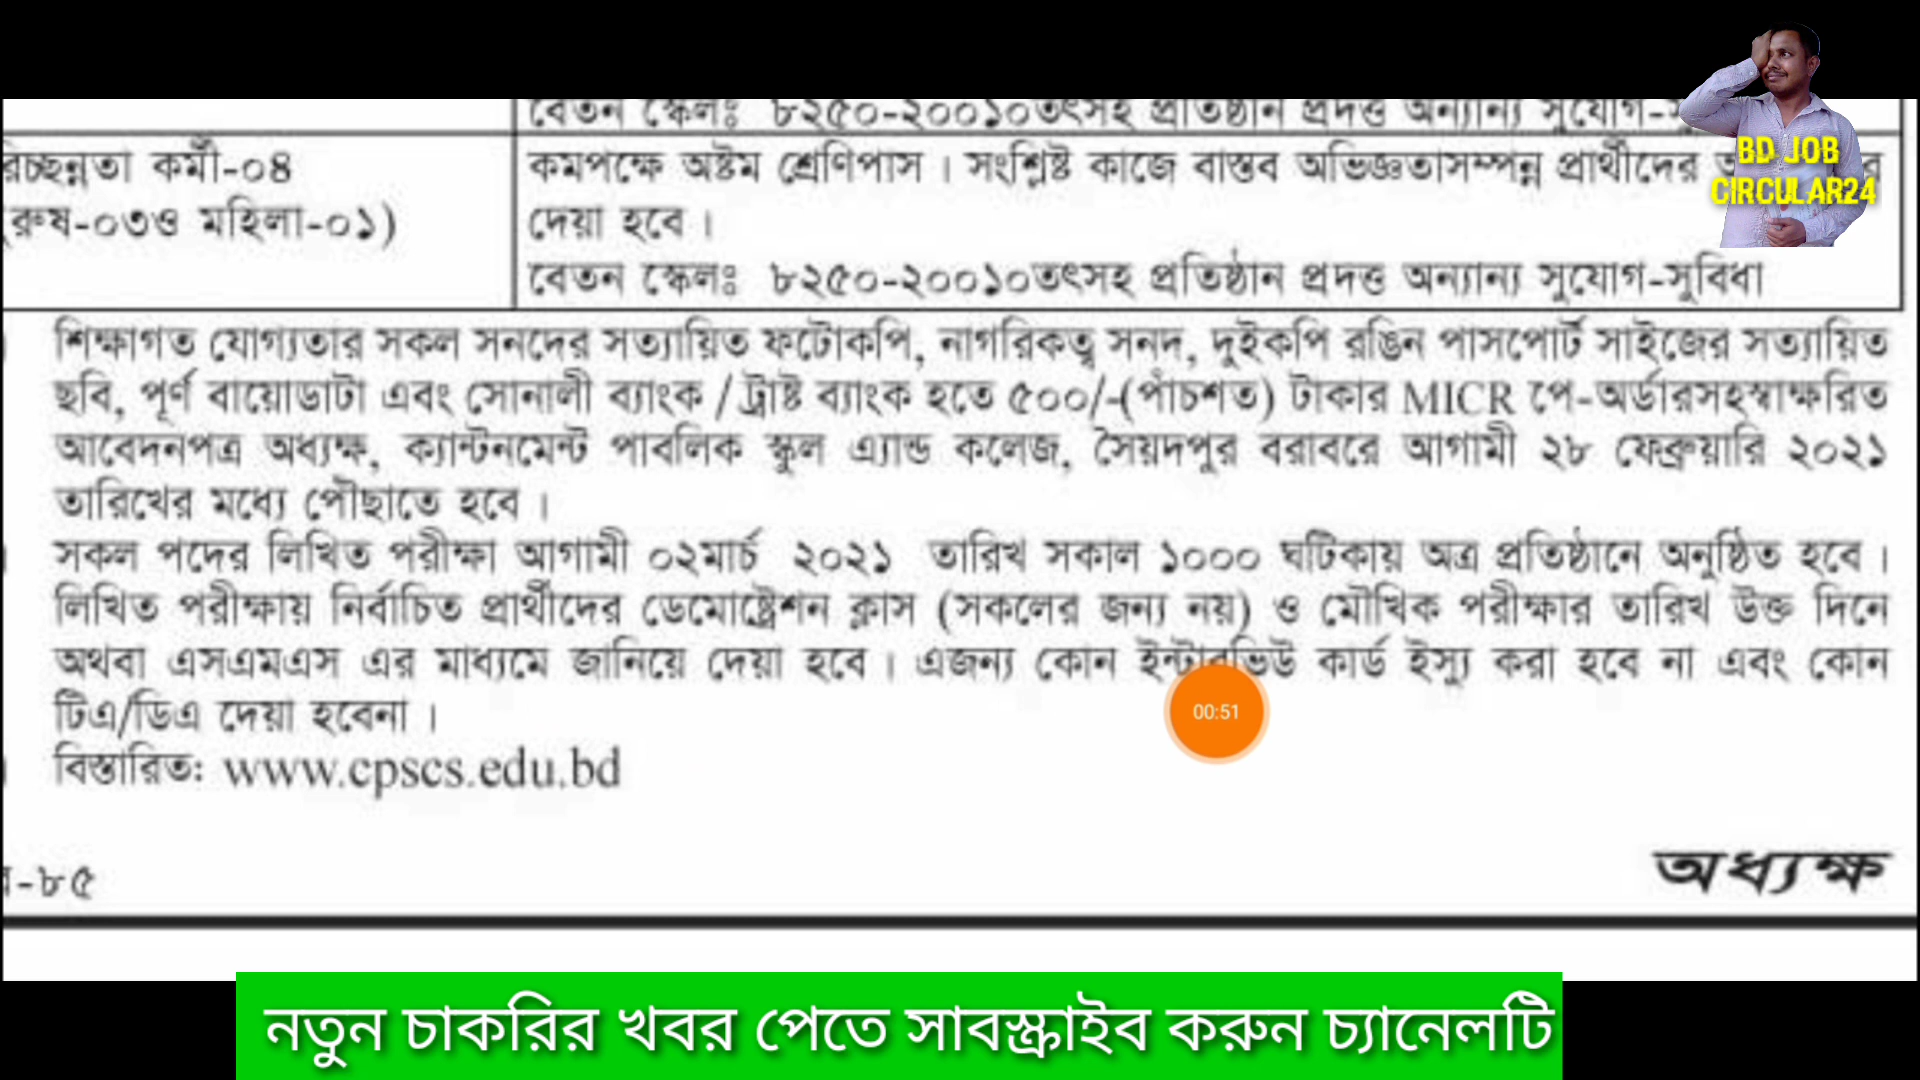 বেতন স্কেলঃ ৮২৫০-২০০১০তৎসহ প্রতিষ্ঠান প্রদত্ত অন্যান্য
BD JOB
CIRCULAR24
রিচ্ছন্নতা কর্মী-০৪
রুষ-০৩ও মহিলা-০১)
কমপক্ষে অষ্টম শ্রেণিপাস। সংশ্লিষ্ট কাজে বাস্তব অভিজ্ঞতাসম্পন্ন প্রার্থীদের
দেয়া হবে।
বেতন স্কেলঃ ৮২৫০-২০০১০তৎসহ প্রতিষ্ঠান প্রদত্ত অন্যান্য সুযোগ-সুবিধা
শিক্ষাগত যোগ্যতার সকল সনদের সত্যায়িত ফটোকপি, নাগরিকত্ব সনদ, দুইকপি রঙিন পাসপোর্ট সাইজের সত্যায়িত
ছবি, পূর্ণ বায়োডাটা এবং সোনালী ব্যাংক / ট্রাষ্ট ব্যাংক হতে ৫০০/-(পাঁচশত) টাকার MICR পে-অর্ডারসহস্বাক্ষরিত
আবেদনপত্র অধ্যক্ষ, ক্যান্টনমেন্ট পাবলিক স্কুল এ্যান্ড কলেজ, সৈয়দপুর বরাবরে আগামী ২৮ ফেব্রুয়ারি ২০২১
তারিখের মধ্যে পৌছাতে হবে।
সকল পদের লিখিত পরীক্ষা আগামী ০২মার্চ ২০২১ তারিখ সকাল ১০০০ ঘটিকায় অত্র প্রতিষ্ঠানে অনুষ্ঠিত হবে।
লিখিত পরীক্ষায় নির্বাচিত প্রার্থীদের ডেমোষ্ট্রেশন ক্লাস (সকলের জন্য নয়) ও মৌখিক পরীক্ষার তারিখ উক্ত দিনে
অথবা এসএমএস এর মাধ্যমে জানিয়ে দেয়া হবে। এজন্য কোন ইন্টারভিউ কার্ড ইস্যু করা হবে না এবং কোন
টিএ/ডিএ দেয়া হবেনা।
00:51
বিস্তারিতঃ www.cpscs.edu.bd
-৮৫
অধ্যক্ষ
নতুন চাকরির খবর পেতে সাবস্ক্রাইব করুন চ্যানেলটি